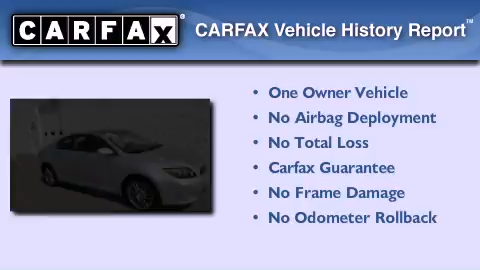 CARFAX® CARFAX Vehicle History Report™
• One Owner Vehicle
• No Airbag Deployment
• No Total Loss
• Carfax Guarantee
• No Frame Damage
• No Odometer Rollback